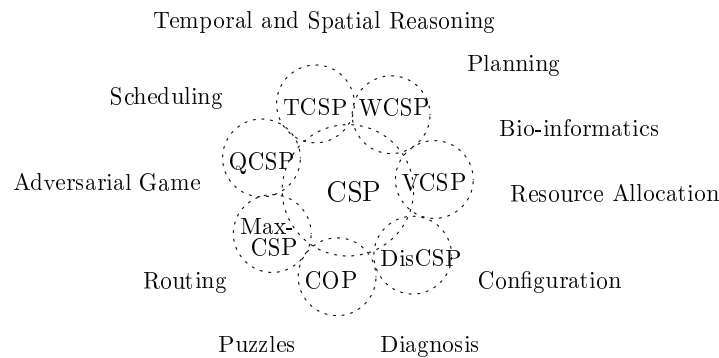 Temporal and Spatial Reasoning
Planning
Scheduling
TCSP
WCSP
Bio-informatics
QCSP
Adversarial Game
CSP
VCSP
Resource Allocation
Max-
CSP
DisCSP
Routing
COP
Configuration
Puzzles
Diagnosis